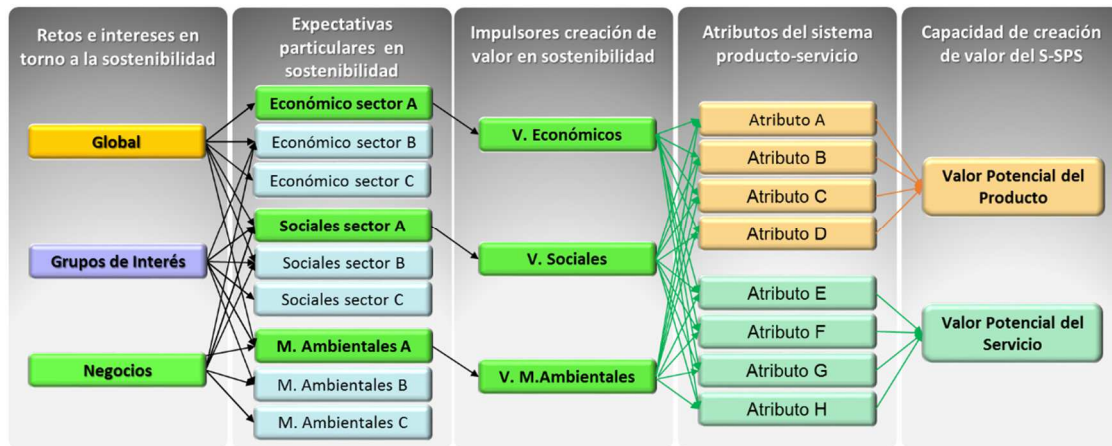 Retos e intereses en
torno a la sostenibilidad
Global
Grupos de Interés
Negocios
Expectativas
particulares en
sostenibilidad
Económico sector A
Económico sector B
Económico sector C
Sociales sector A
Sociales sector B
Sociales sector C
M. Ambientales A
M. Ambientales B
M. Ambientales C
Impulsores creación de
valor en sostenibilidad
V. Económicos
V. Sociales
V. M.Ambientales
Atributos del sistema
producto-servicio
Atributo A
Atributo B
Atributo C
Atributo D
Atributo E
Atributo F
Atributo G
Atributo H
Capacidad de creación
de valor del S-SPS
Valor Potencial del
Producto
Valor Potencial del
Servicio